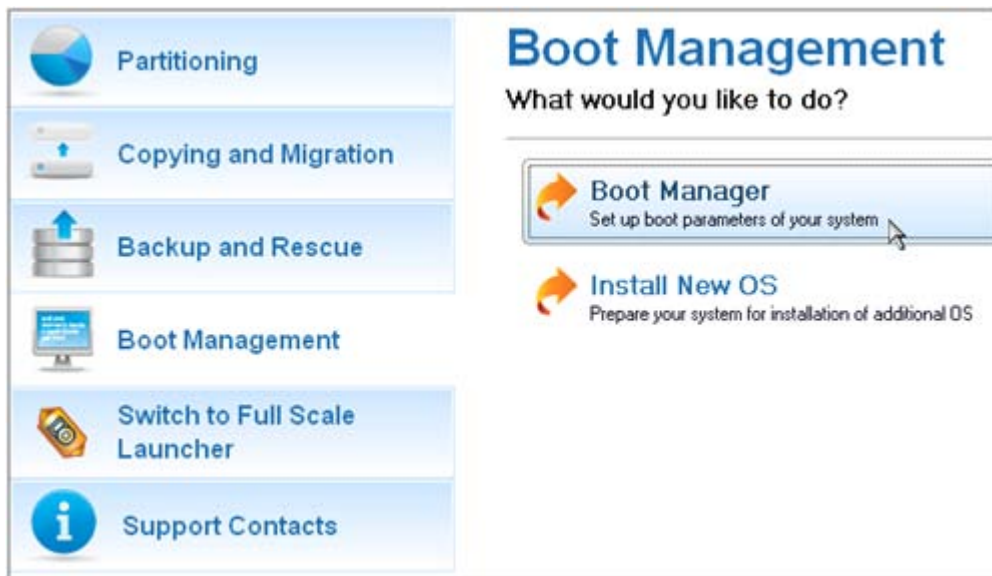 Partitioning
Copying and Migration
Backup and Rescue
Boot Management
Switch to Full Scale
Launcher
Support Contacts
Boot Management
What would you like to do?
Boot Manager
Set up boot parameters of your system
Install New OS
Prepare your system for installation of additional OS